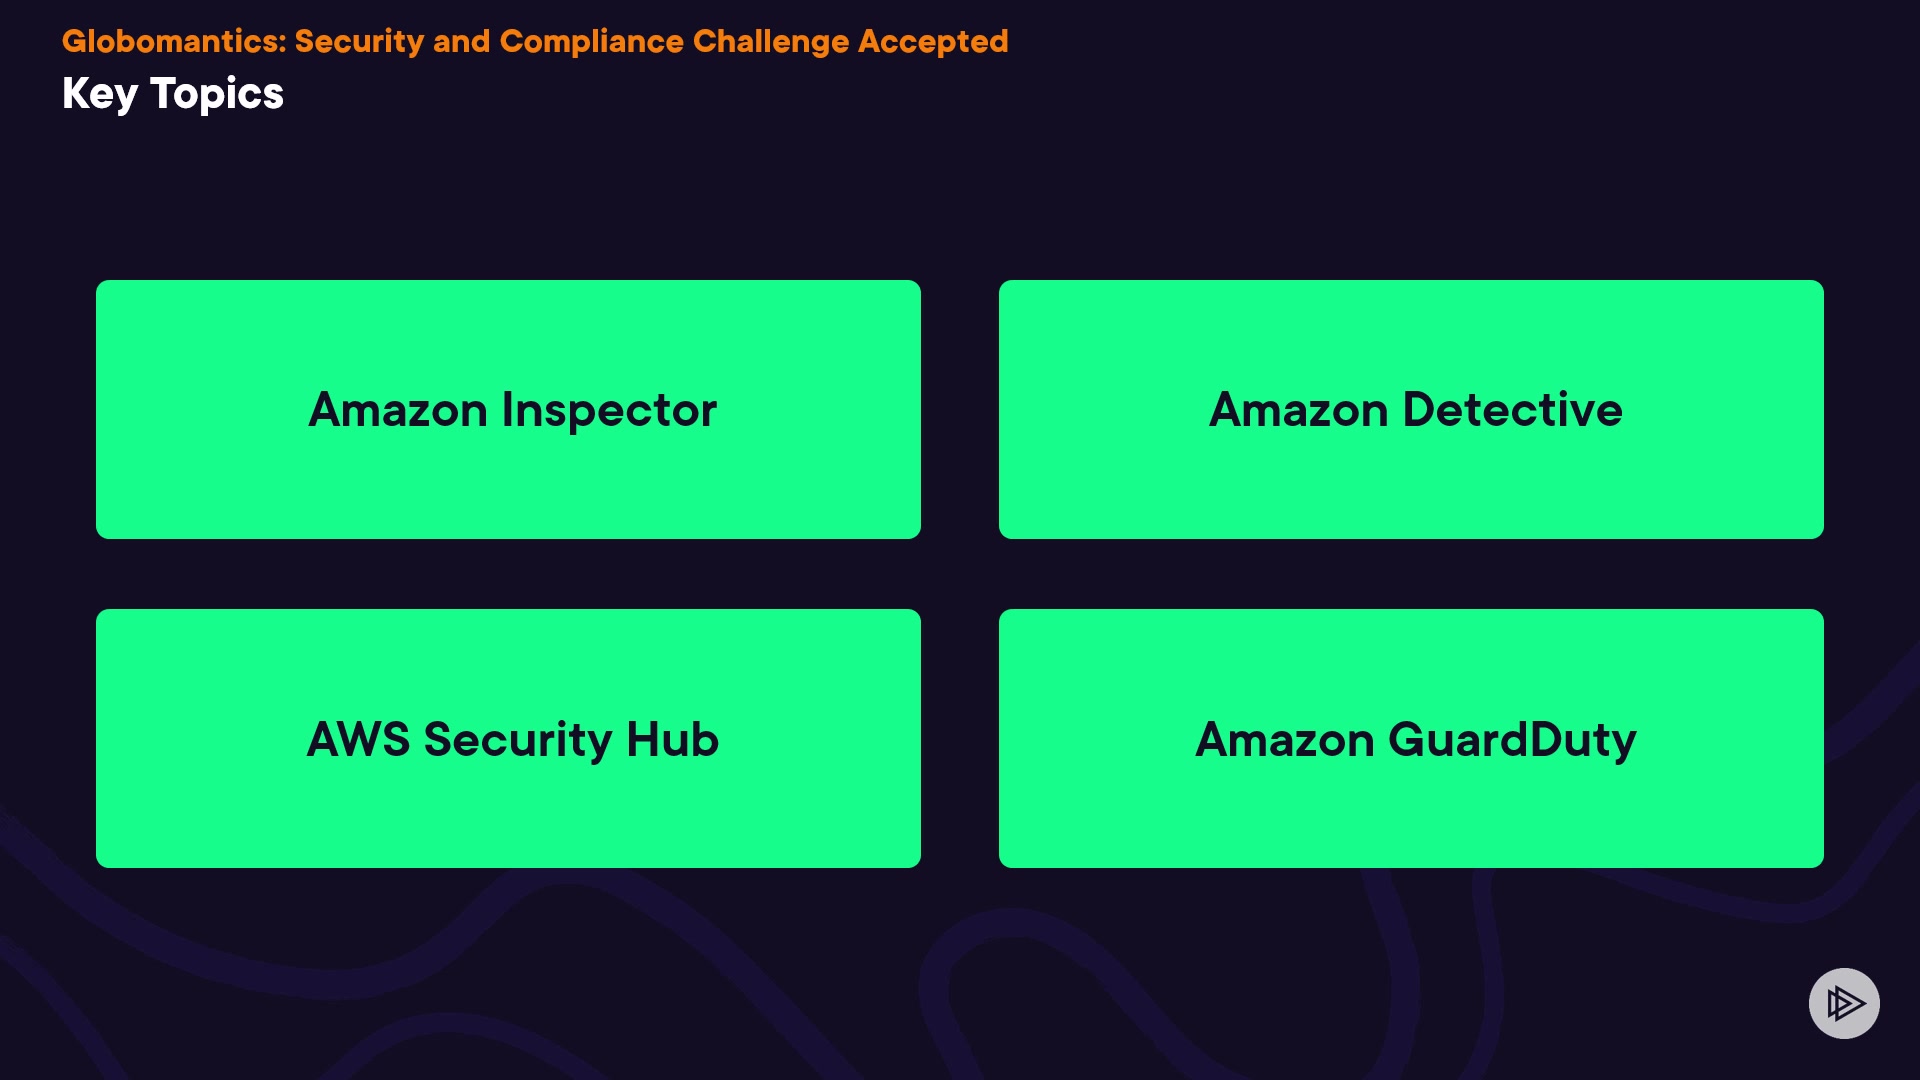 Globomantics: Security and Compliance Challenge Accepted
Key Topics
Amazon Inspector
Amazon Detective
AWS Security Hub
Amazon GuardDuty